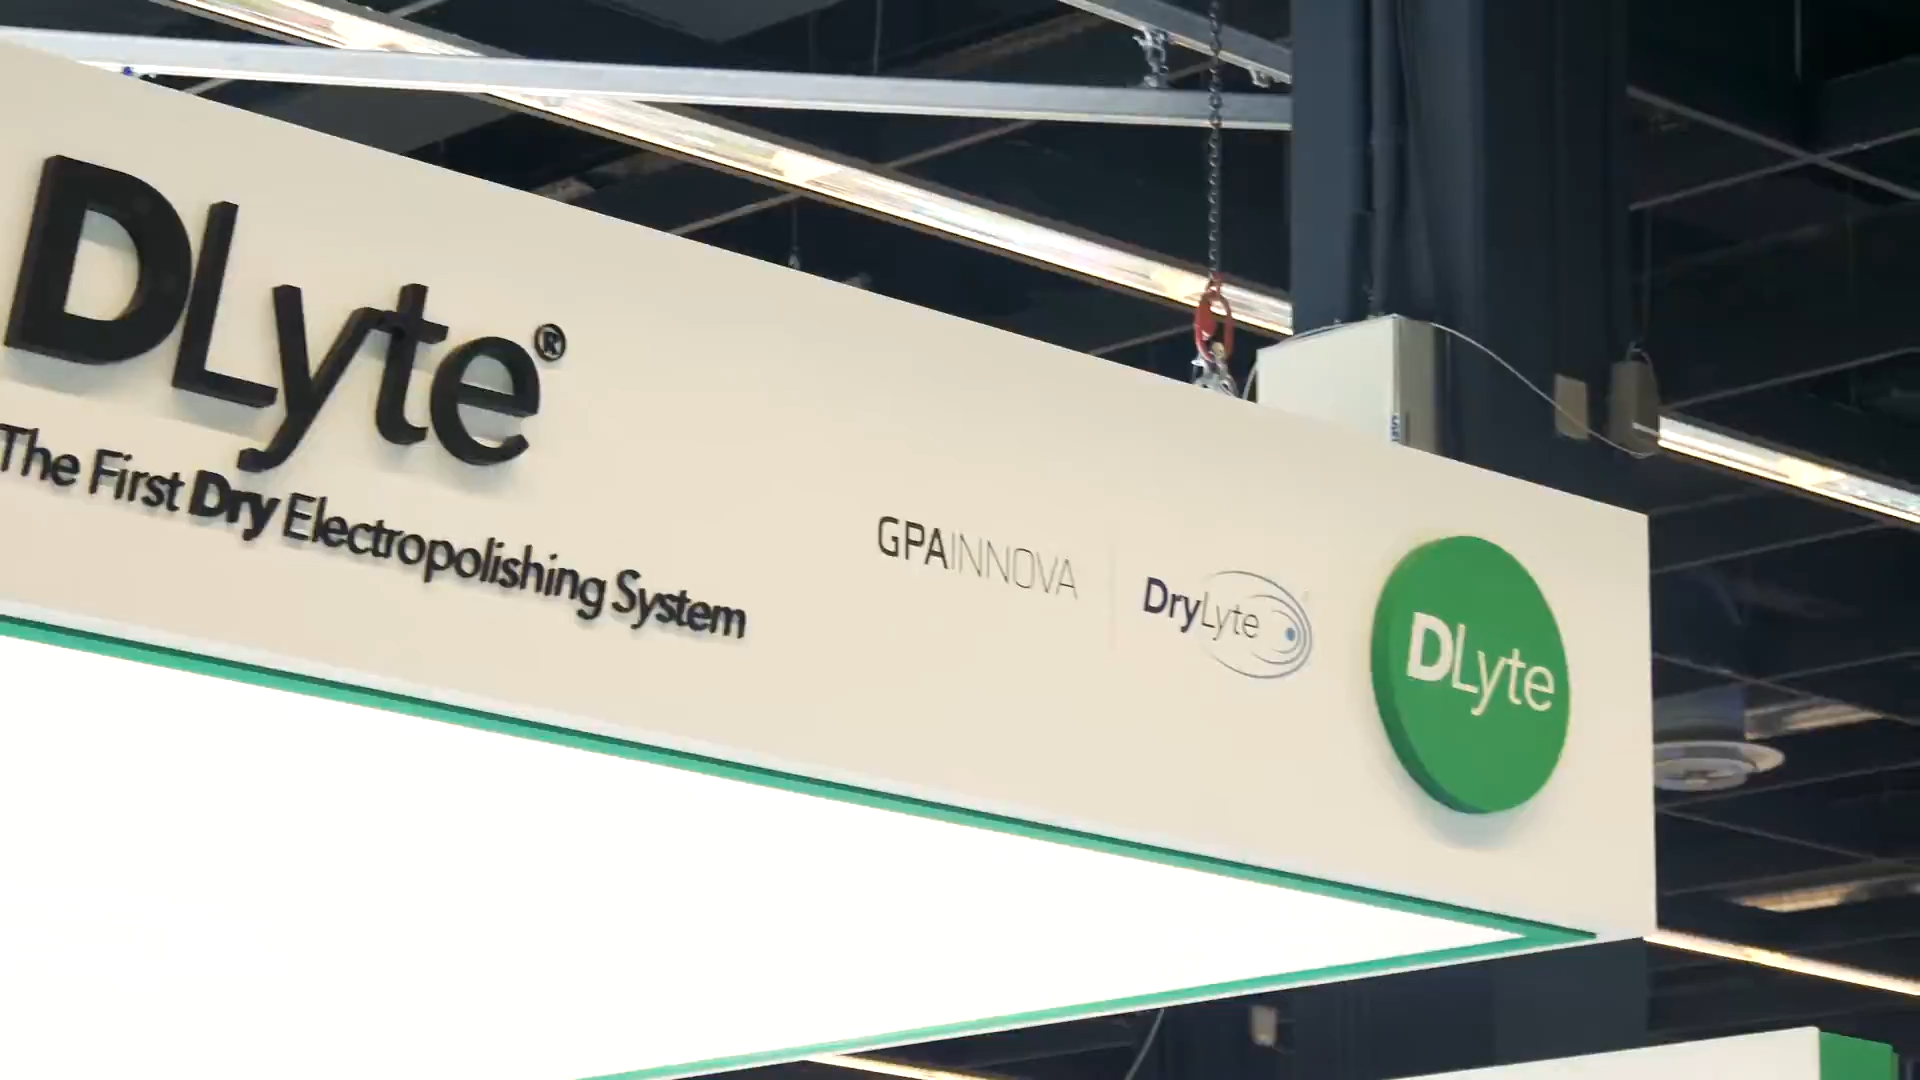 DLyte®
The First Dry Electropolishing System
GPAINNOVA
DryLyte
DLyte